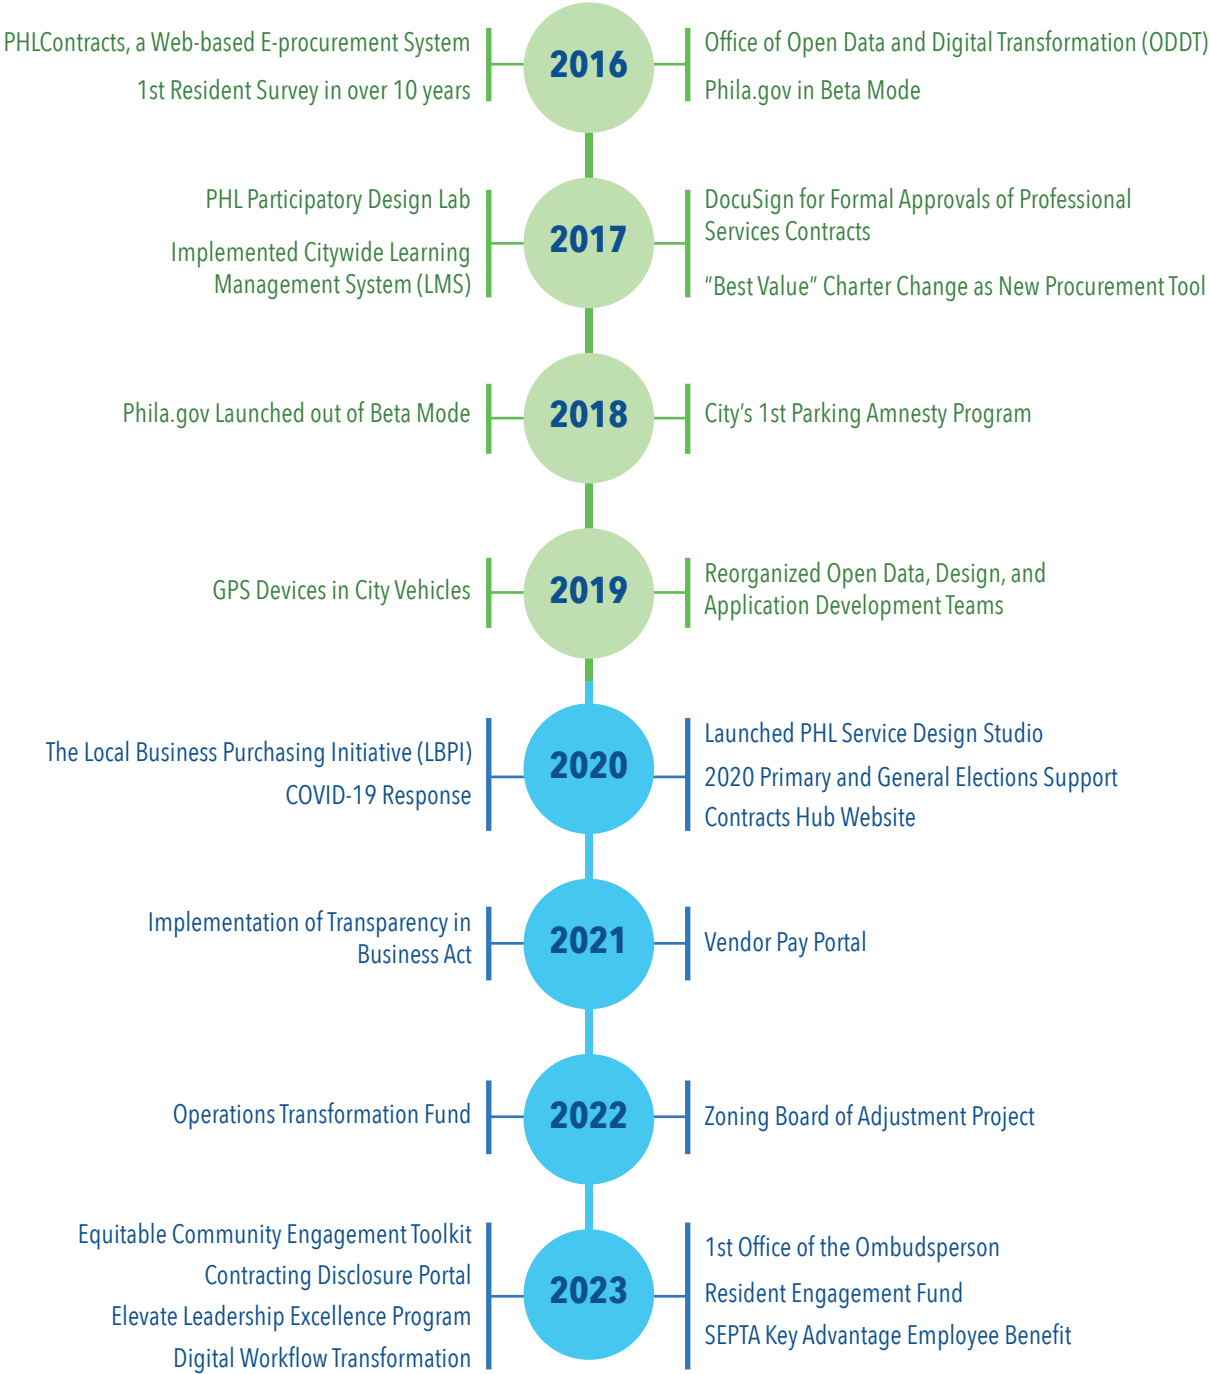 PHLContracts, a Web-based E-procurement System
1st Resident Survey in over 10 years
2016
Office of Open Data and Digital Transformation (ODDT)
Phila.gov in Beta Mode
PHL Participatory Design Lab
Implemented Citywide Learning
Management System (LMS)
2017
DocuSign for Formal Approvals of Professional
Services Contracts
“Best Value” Charter Change as New Procurement Tool
Phila.gov Launched out of Beta Mode
2018
City’s 1st Parking Amnesty Program
GPS Devices in City Vehicles
2019
Reorganized Open Data, Design, and
Application Development Teams
The Local Business Purchasing Initiative (LBPI)
COVID-19 Response
2020
Launched PHL Service Design Studio
2020 Primary and General Elections Support
Contracts Hub Website
Implementation of Transparency in
Business Act
2021
Vendor Pay Portal
Operations Transformation Fund
2022
Zoning Board of Adjustment Project
Equitable Community Engagement Toolkit
Contracting Disclosure Portal
Elevate Leadership Excellence Program
Digital Workflow Transformation
2023
1st Office of the Ombudsperson
Resident Engagement Fund
SEPTA Key Advantage Employee Benefit